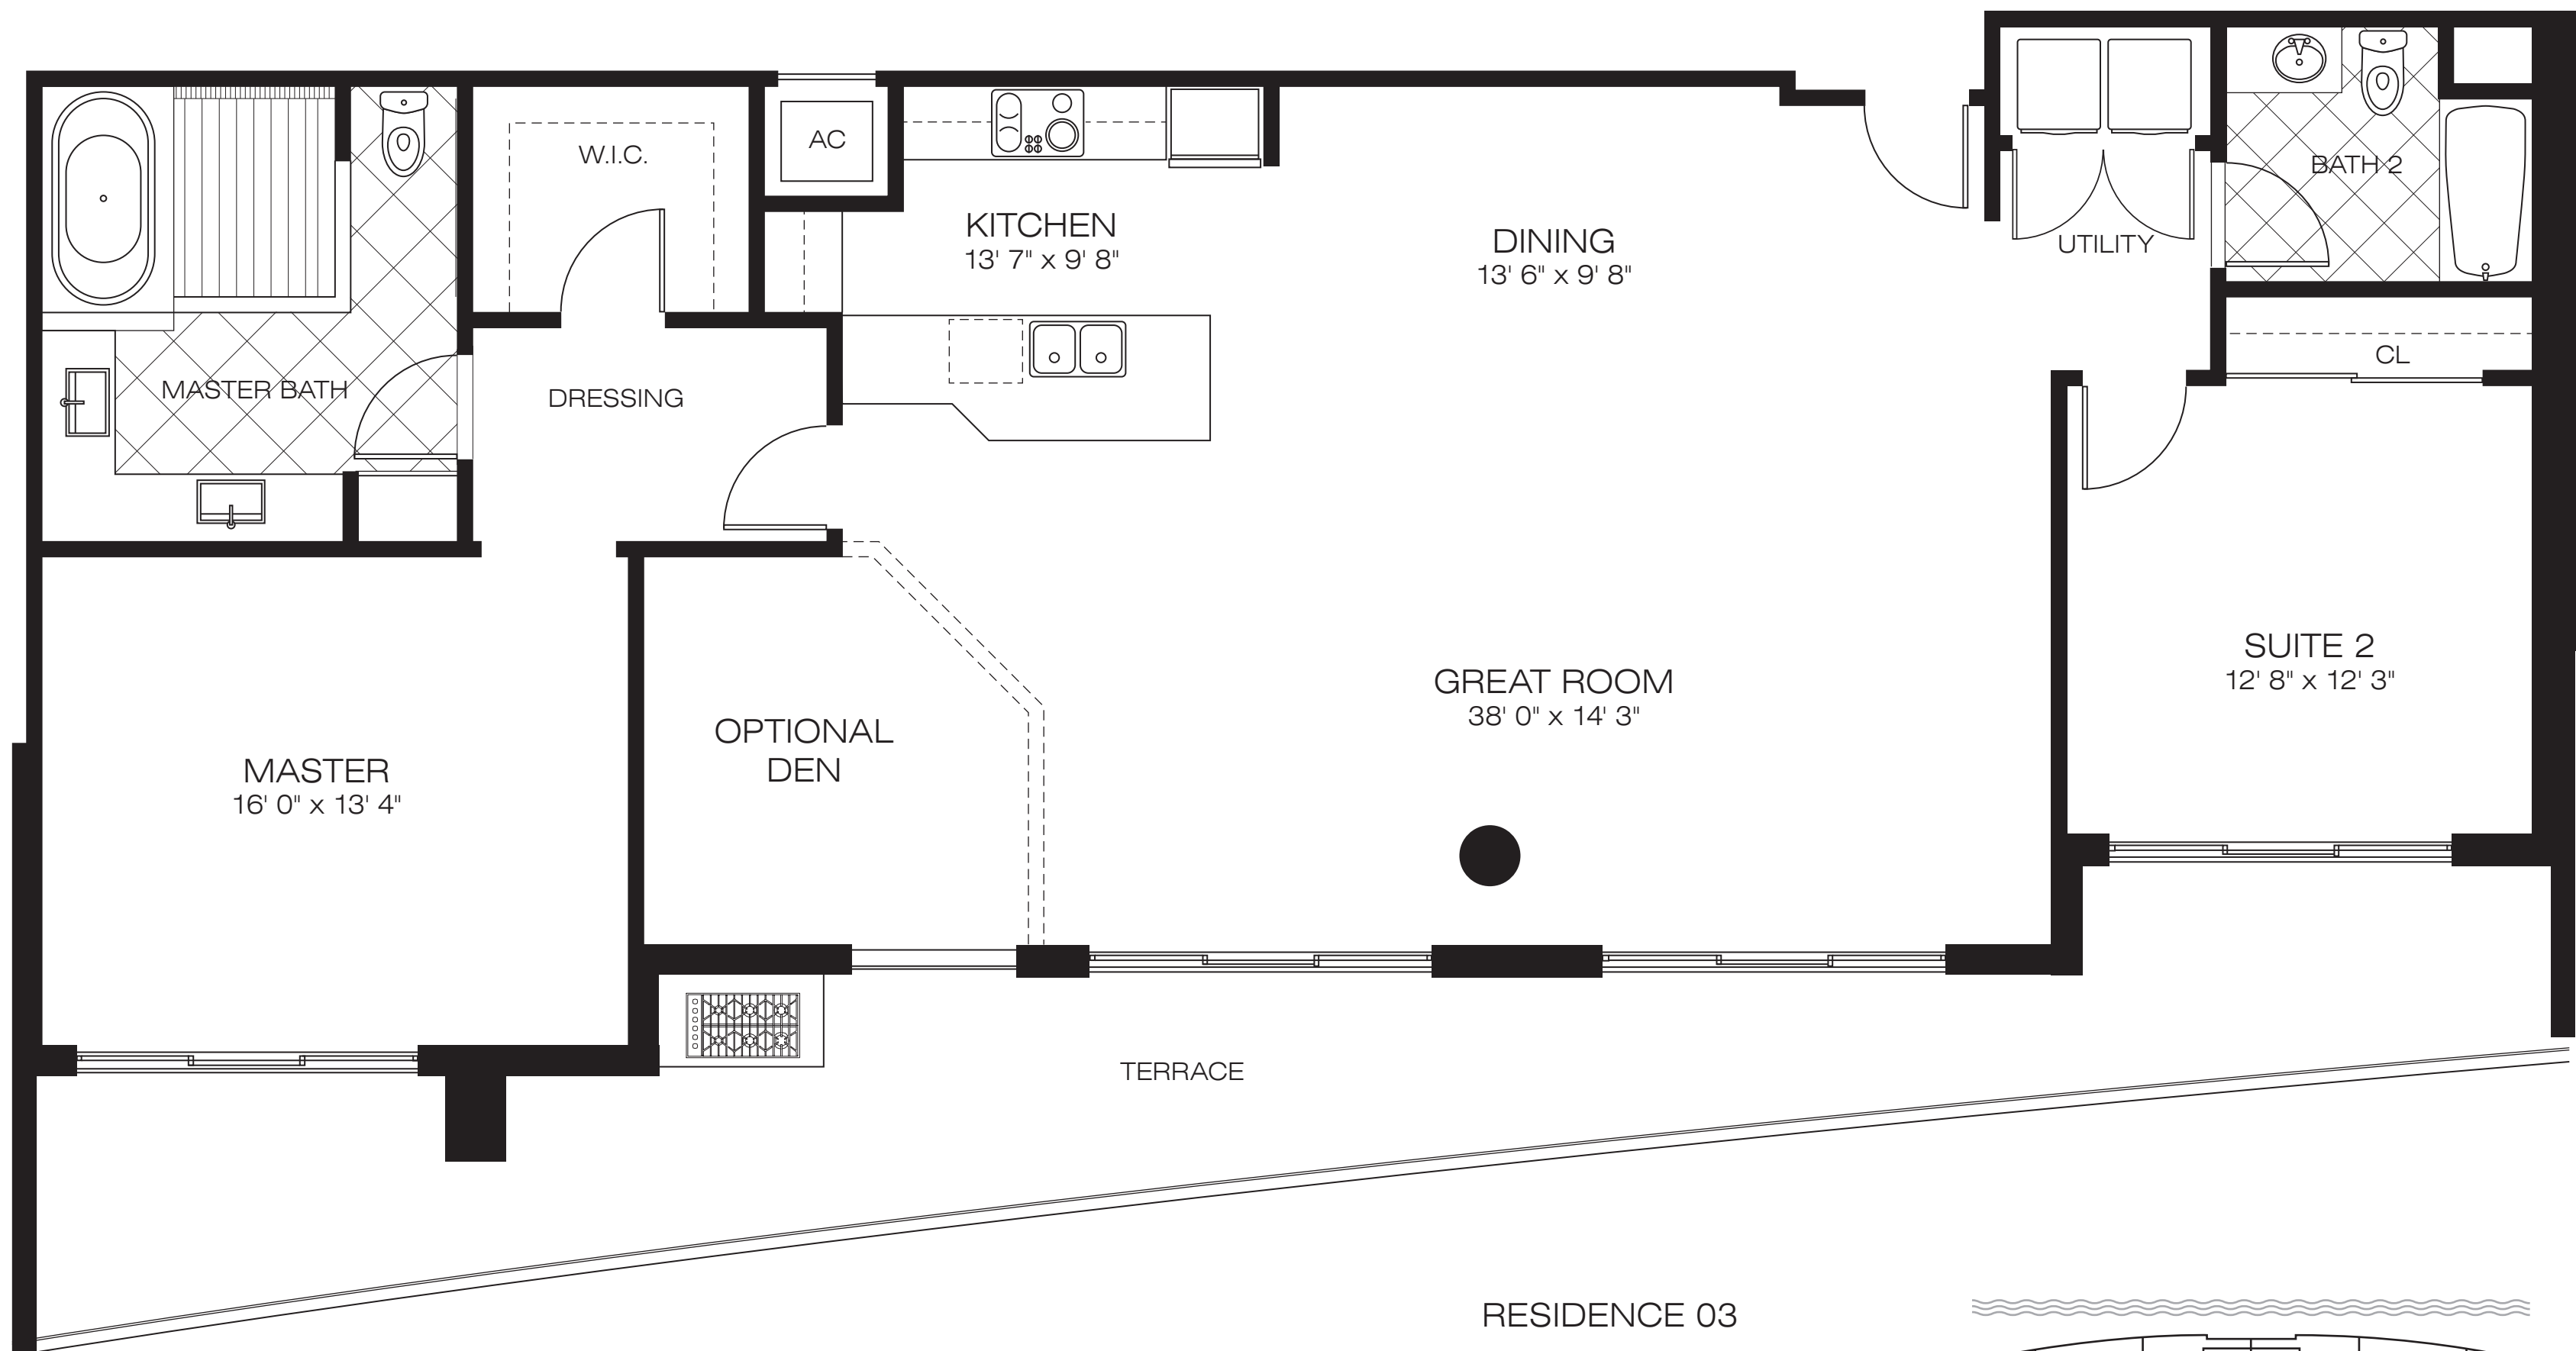 AC
W.I.C.
BATH 2
KITCHEN
13' 7" x 9' 8"
DINING
13' 6" x 9' 8"
UTILITY
CL
MASTER BATH
DRESSING
SUITE 2
12' 8" x 12' 3"
GREAT ROOM
38' 0" x 14' 3"
OPTIONAL
DEN
MASTER
16' 0" x 13' 4"
TERRACE
RESIDENCE 03